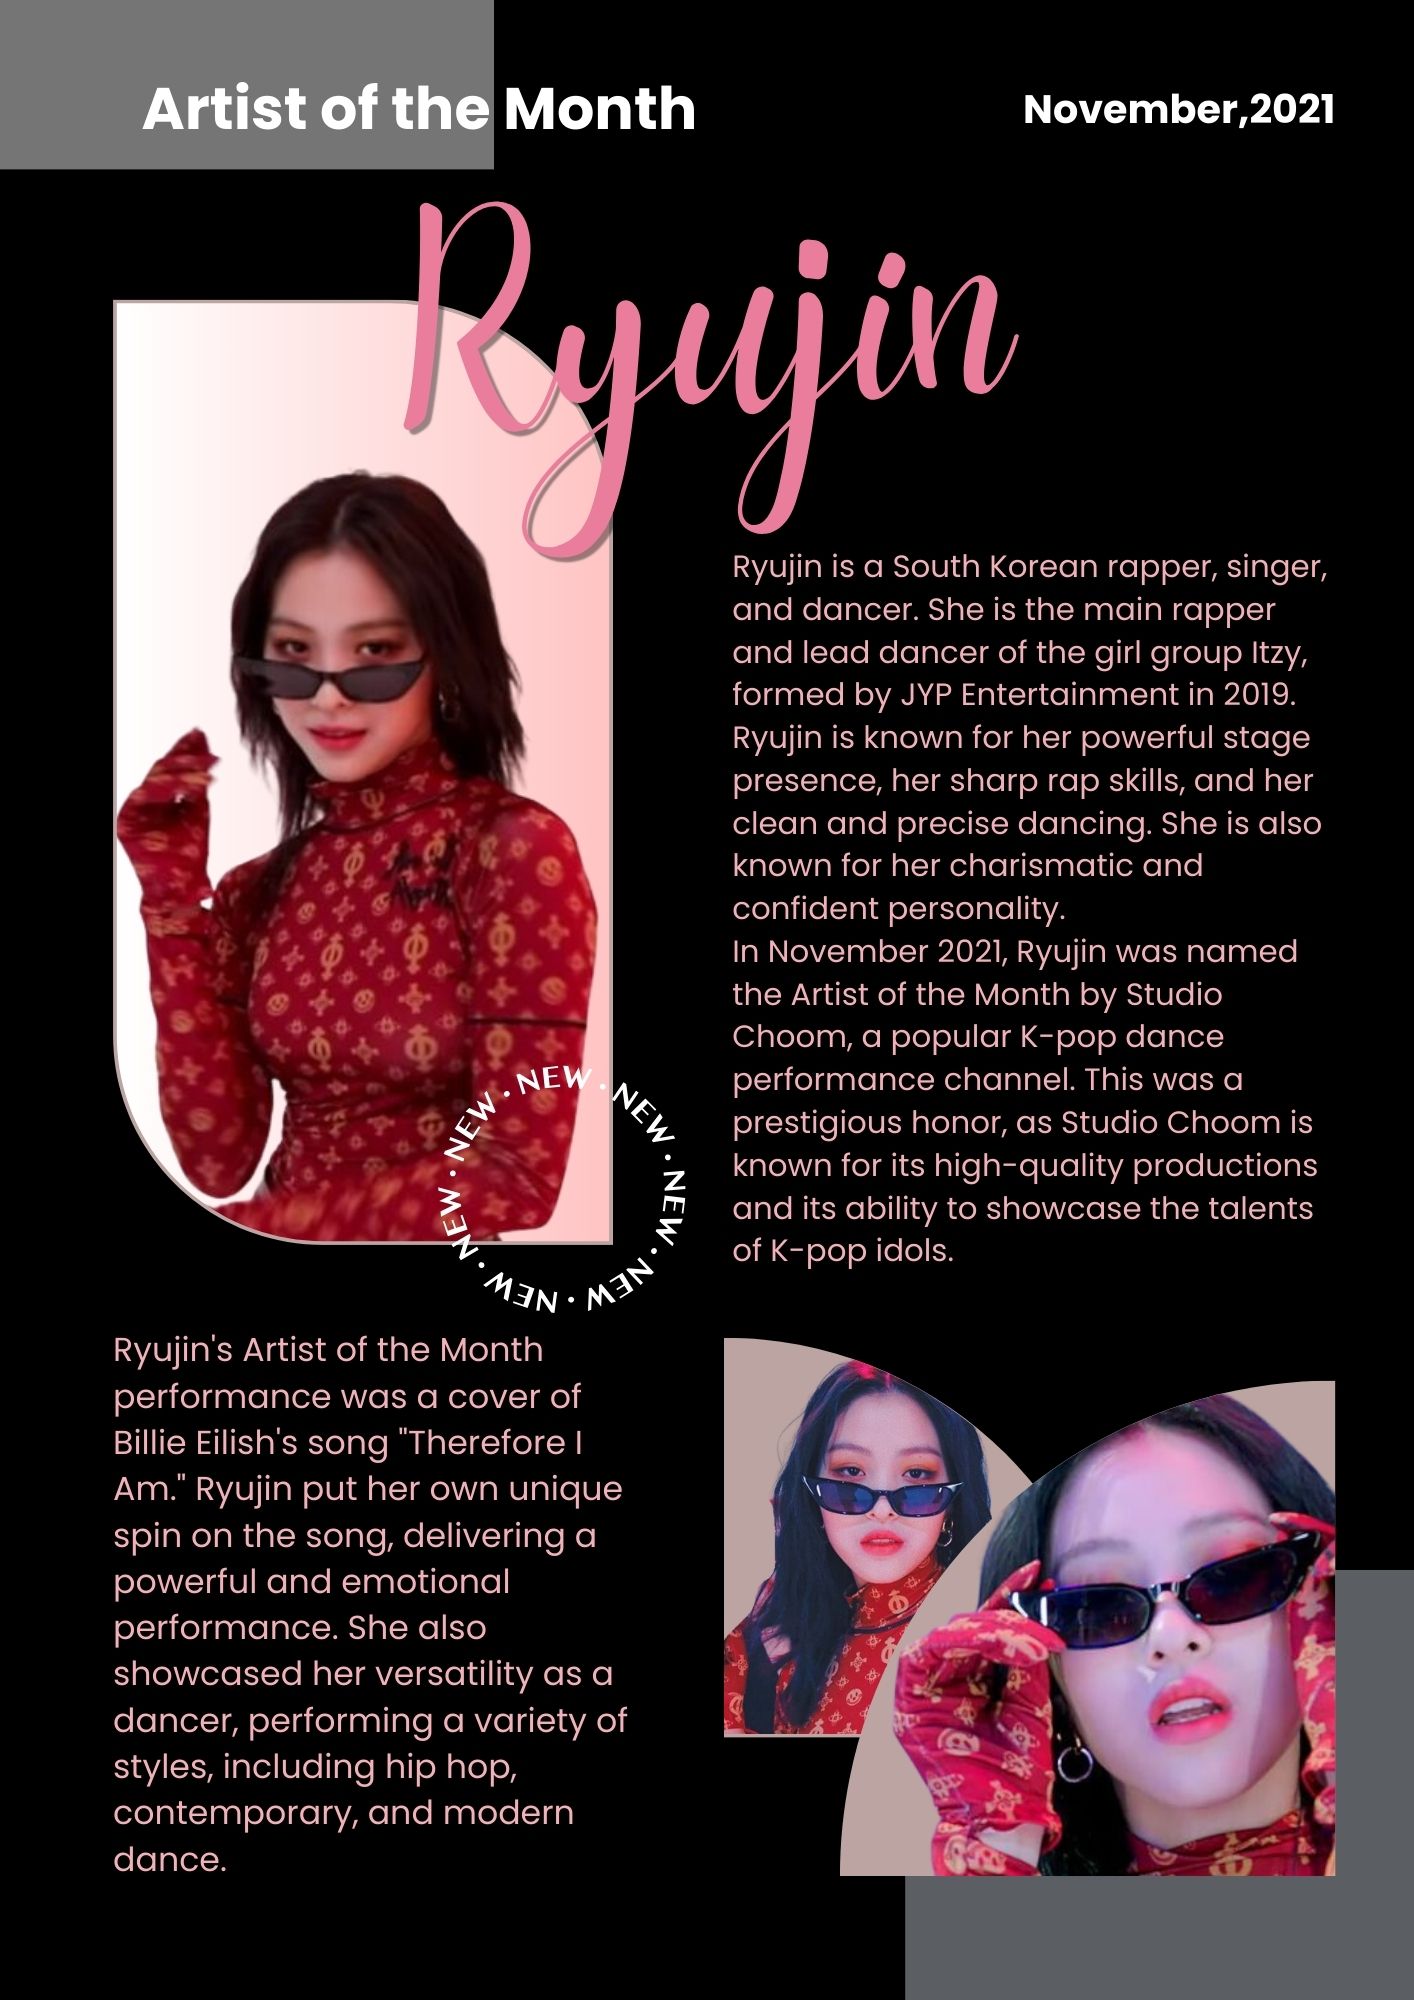 Artist of the Month
November,2021
Ryujin
Ryujin is a South Korean rapper, singer,
and dancer. She is the main rapper
and lead dancer of the girl group Itzy,
formed by JYP Entertainment in 2019.
Ryujin is known for her powerful stage
presence, her sharp rap skills, and her
clean and precise dancing. She is also
known for her charismatic and
confident personality.
In November 2021, Ryujin was named
the Artist of the Month by Studio
Choom, a popular K-pop dance
performance channel. This was a
prestigious honor, as Studio Choom is
known for its high-quality productions
and its ability to showcase the talents
of K-pop idols.
NEW · NEW · NEW · NEW · NEW · NEW · NEW ·
Ryujin's Artist of the Month
performance was a cover of
Billie Eilish's song "Therefore I
Am." Ryujin put her own unique
spin on the song, delivering a
powerful and emotional
performance. She also
showcased her versatility as a
dancer, performing a variety of
styles, including hip hop,
contemporary, and modern
dance.